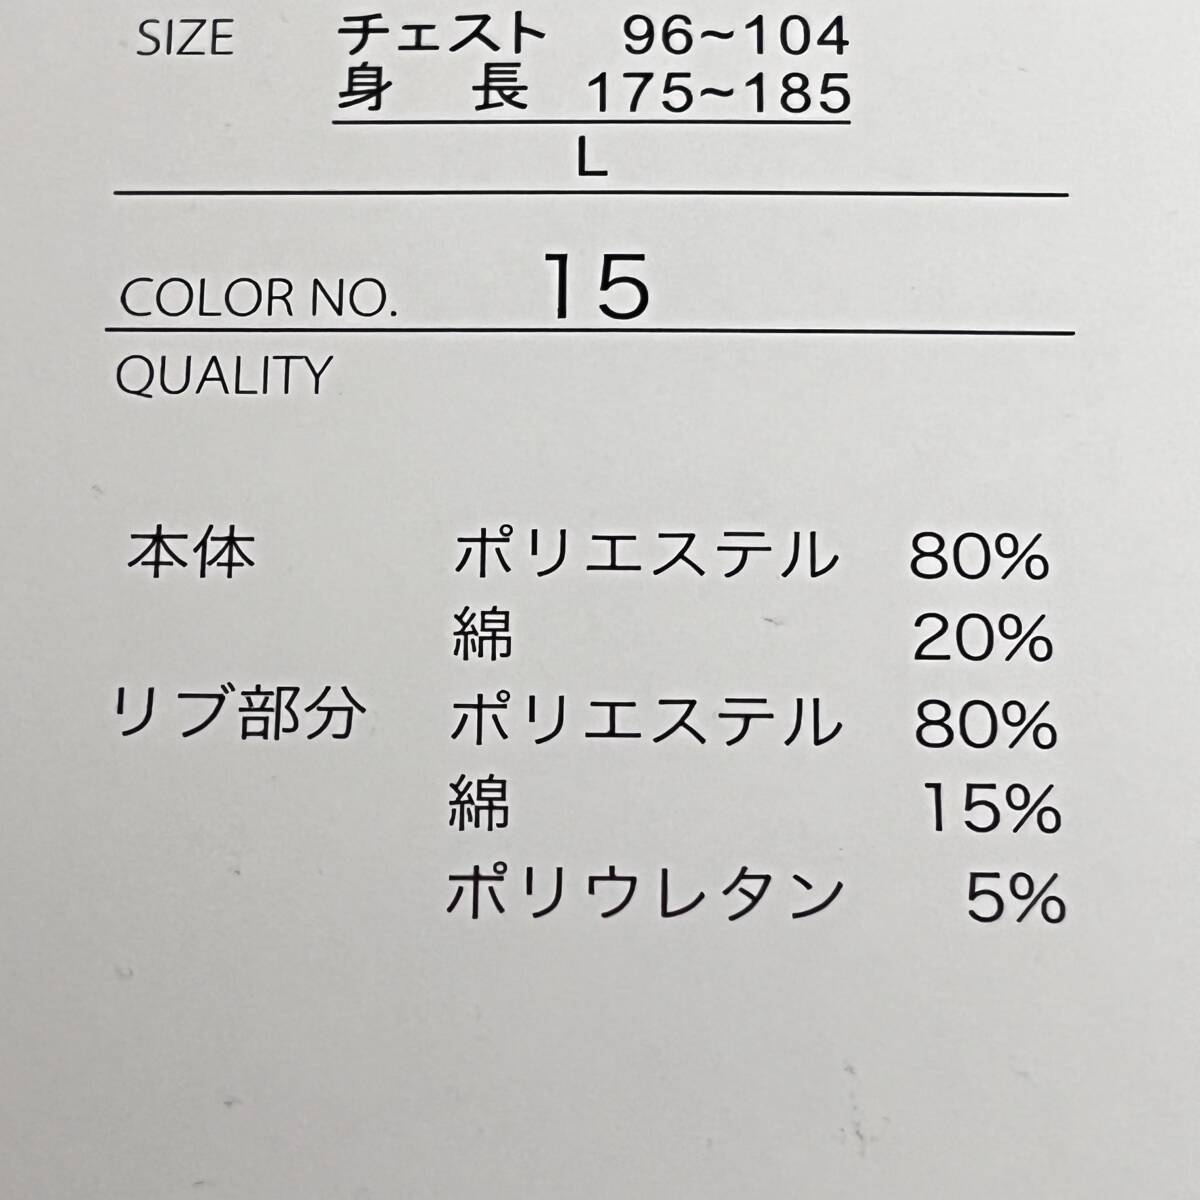 SIZE チェスト 96~104
身長 175~185
L
COLOR NO. 15
QUALITY
本体 ポリエステル 80%
綿 20%
リブ部分 ポリエステル 80%
綿 15%
ポリウレタン 5%